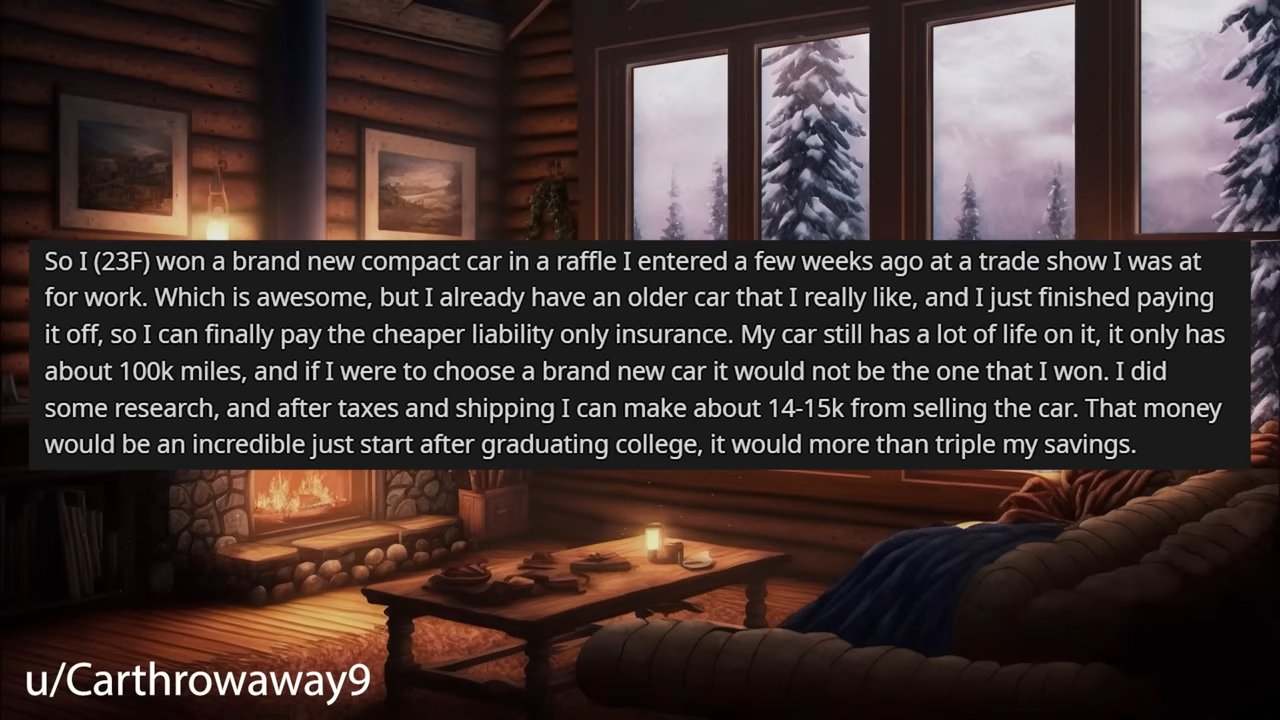 So I (23F) won a brand new compact car in a raffle I entered a few weeks ago at a trade show I was at
for work. Which is awesome, but I already have an older car that I really like, and I just finished paying
it off, so I can finally pay the cheaper liability only insurance. My car still has a lot of life on it, it only has
about 100k miles, and if I were to choose a brand new car it would not be the one that I won. I did
some research, and after taxes and shipping I can make about 14-15k from selling the car. That money
would be an incredible just start after graduating college, it would more than triple my savings.
u/Carthrowaway9